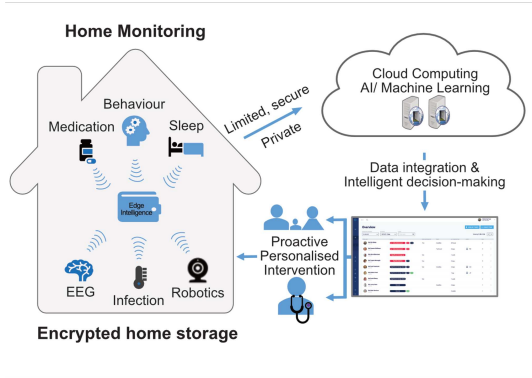 Home Monitoring
Behaviour
Medication
Sleep
Edge
Intelligence
EEG
Infection
Robotics
Encrypted home storage
Limited, secure
Private
Cloud Computing
AI/ Machine Learning
Data integration &
Intelligent decision-making
Overview
Proactive
Personalised
Intervention